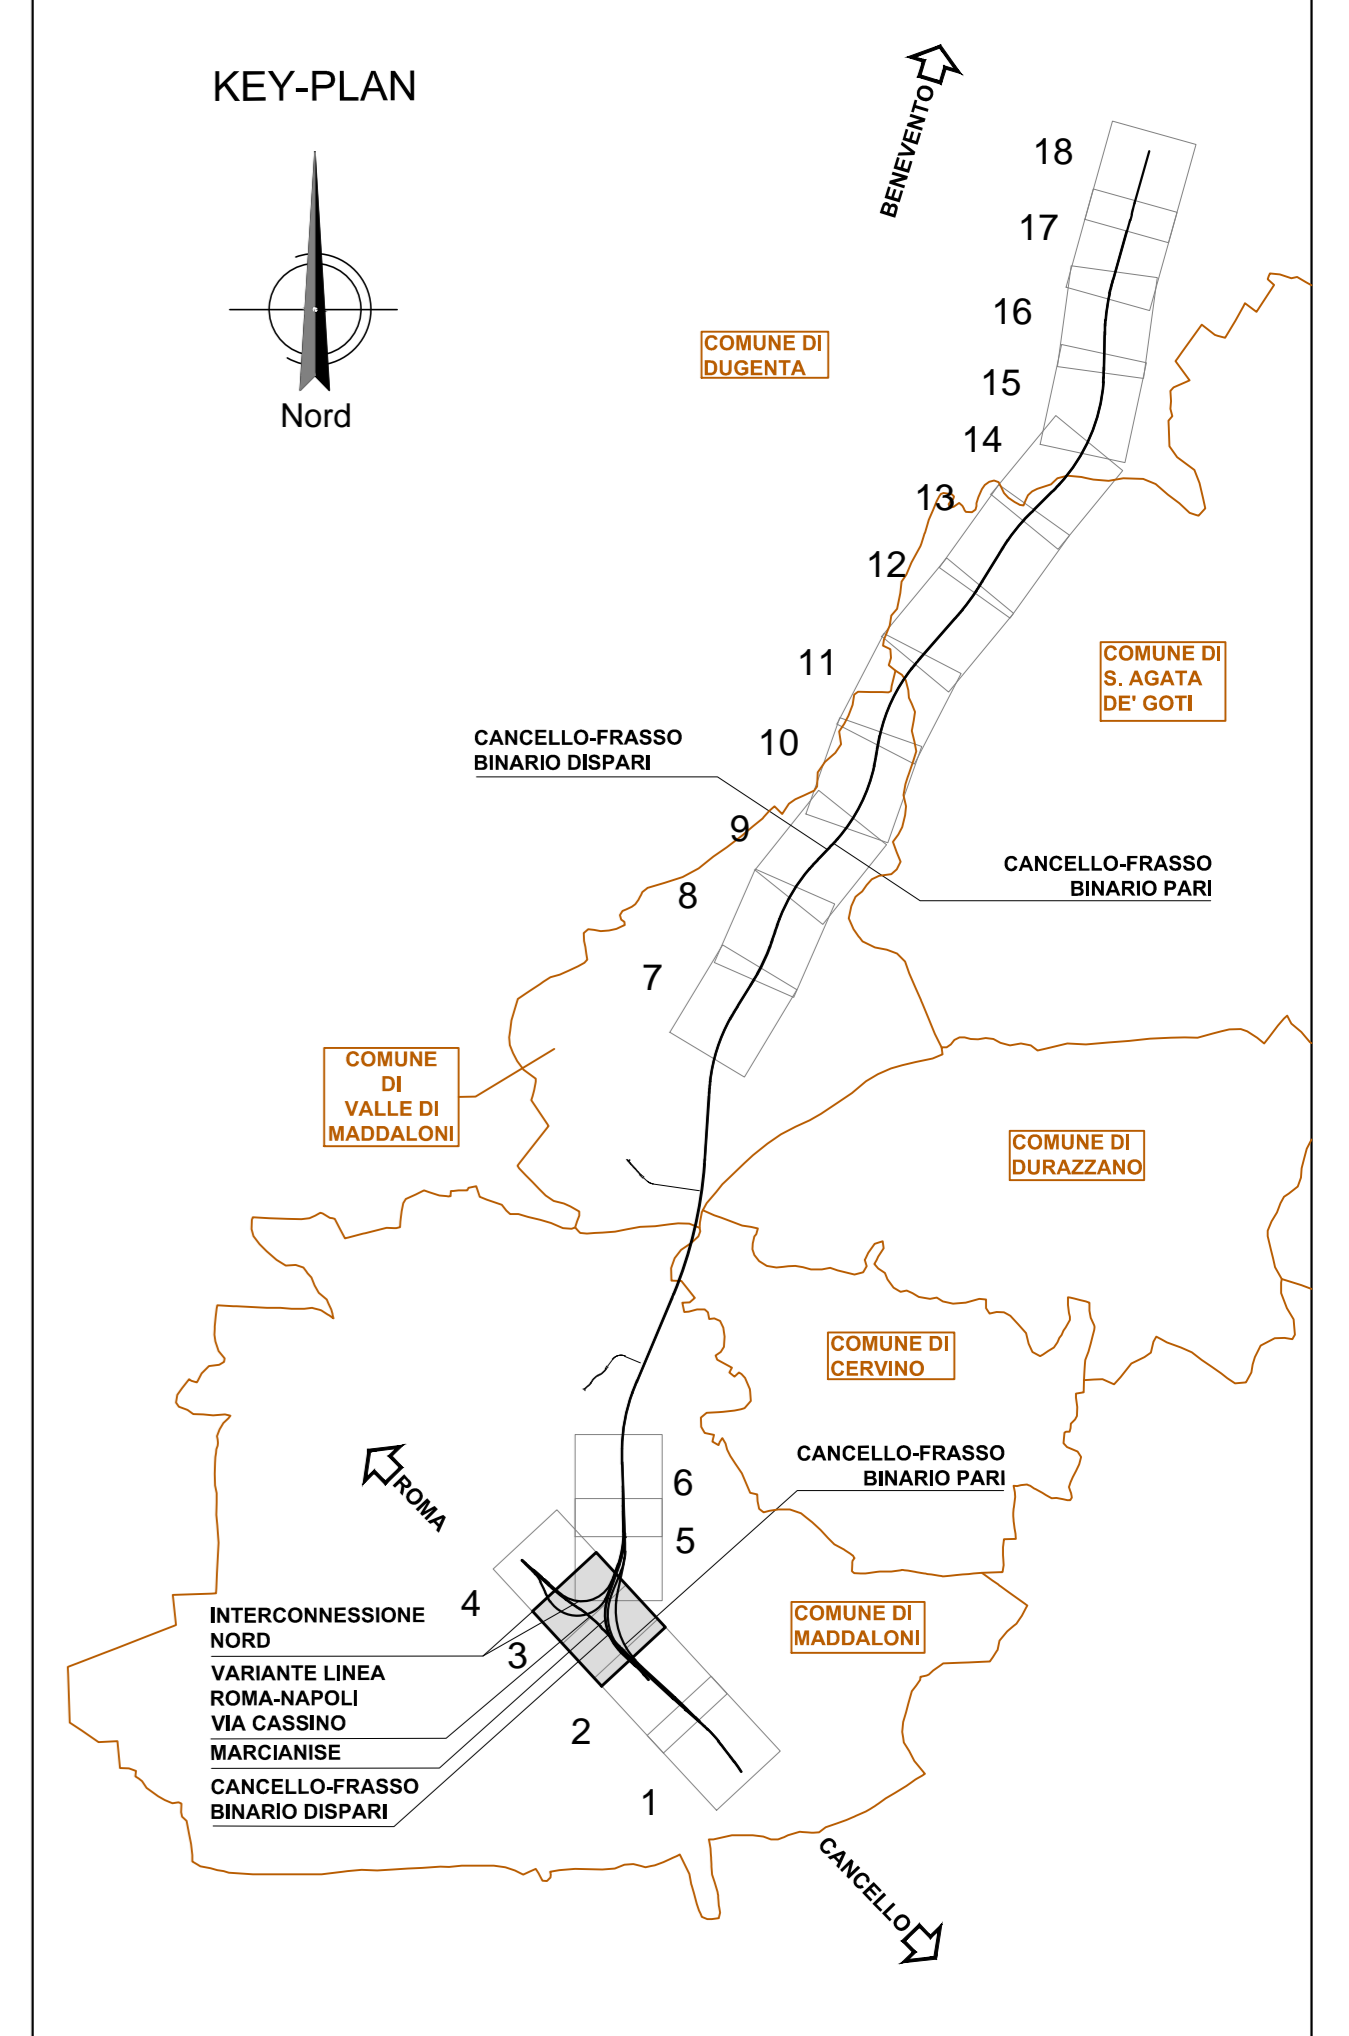 KEY-PLAN
Nord
BENEVENTO
18
17
16
COMUNE DI
DUGENTA
15
14
13
12
11
COMUNE DI
S. AGATA
DE' GOTI
10
CANCELLO-FRASSO
BINARIO DISPARI
9
8
CANCELLO-FRASSO
BINARIO PARI
7
COMUNE
DI
VALLE DI
MADDALONI
COMUNE DI
DURAZZANO
COMUNE DI
CERVINO
ROMA
CANCELLO-FRASSO
BINARIO PARI
6
5
4
3
2
1
INTERCONNESSIONE
NORD
VARIANTE LINEA
ROMA-NAPOLI
VIA CASSINO
MARCIANISE
CANCELLO-FRASSO
BINARIO DISPARI
COMUNE DI
MADDALONI
CANCELLO